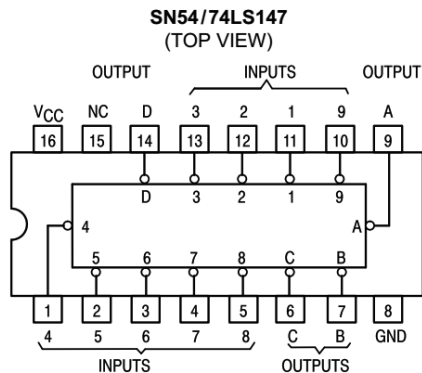 SN54/74LS147
(TOP VIEW)
OUTPUT INPUTS OUTPUT
VCC NC D 3 2 1 9 A
16 15 14 13 12 11 10 9
D 3 2 1 9
4 A
5 6 7 8 C B
1 2 3 4 5 6 7 8
4 5 6 7 8 C B GND
INPUTS OUTPUTS